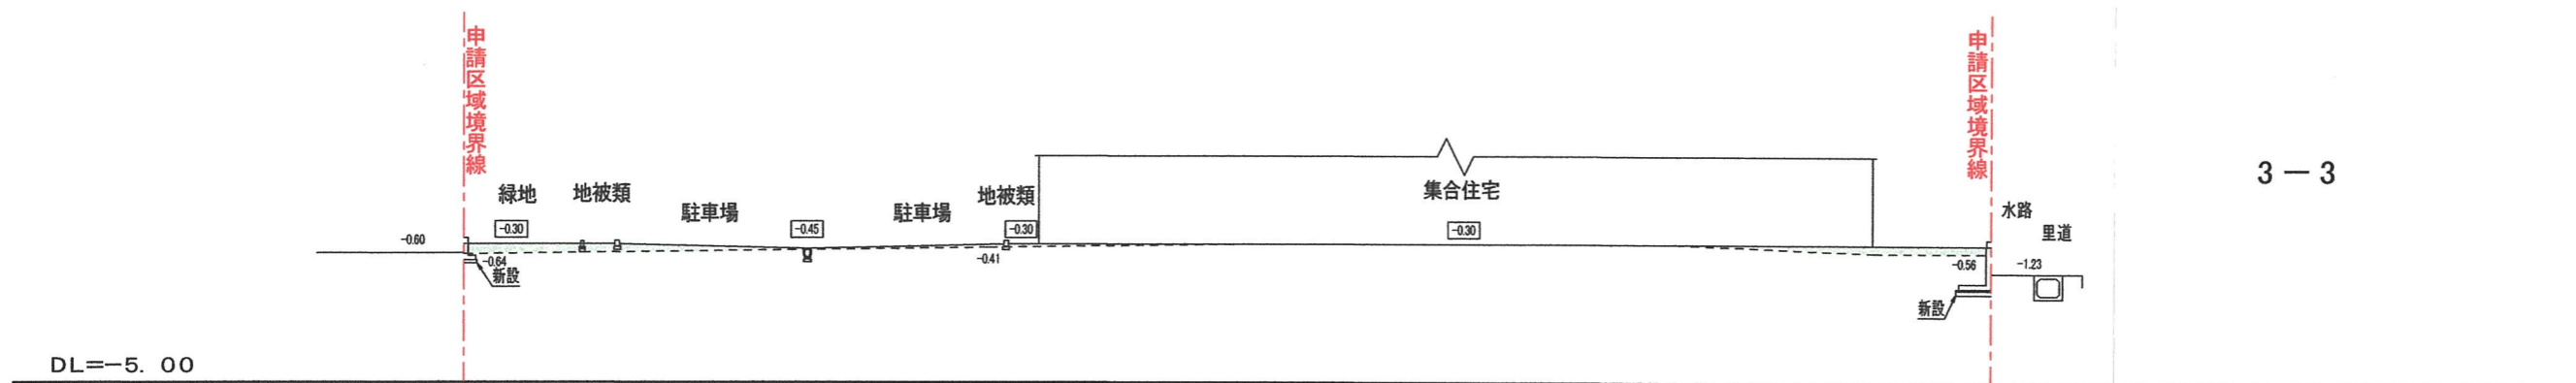 申請区域境界線
申請区域境界線
3－3
緑地
地被類
駐車場
駐車場
地被類
集合住宅
水路
里道
-0.60
-0.30
-0.45
-0.30
-0.30
-0.64
新設
-0.41
-0.56
-1.23
新設
DL=-5.00